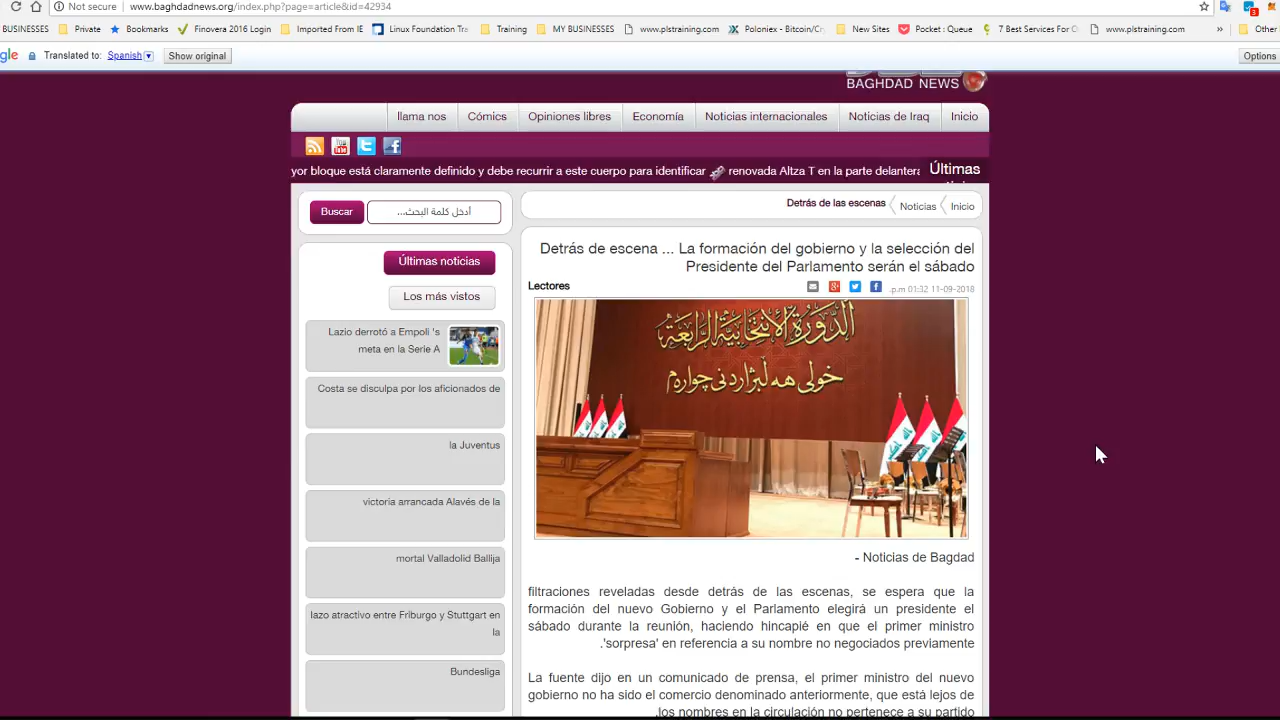 Not secure
www.baghdadnews.org/index.php?page=article&id=42934
BUSINESSES
Private
Bookmarks
Finovera 2016 Login
Imported From IE
Linux Foundation Tra
Training
MY BUSINESSES
www.plstraining.com
Poloniex - Bitcoin/Cry
New Sites
Pocket : Queue
7 Best Services For O
www.plstraining.com
»
Other
gle
Translated to: Spanish
Show original
Options
BAGHDAD NEWS
llama nos
Cómics
Opiniones libres
Economía
Noticias internacionales
Noticias de Iraq
Inicio
yor bloque está claramente definido y debe recurrir a este cuerpo para identificar
renovada Altza T en la parte delantera
Últimas
Buscar
أدخل كلمة البحث...
Detrás de las escenas
Noticias
Inicio
Últimas noticias
Los más vistos
Lazio derrotó a Empoli 's
meta en la Serie A
Costa se disculpa por los aficionados de
la Juventus
victoria arrancada Alavés de la
mortal Valladolid Ballija
lazo atractivo entre Friburgo y Stuttgart en
la
Bundesliga
Detrás de escena ... La formación del gobierno y la selección del
Presidente del Parlamento serán el sábado
Lectores
.p.m 01:32 11-09-2018
الدورة الانتخابية الرابعة
خولی هەڵبژاردنی چوارەم
- Noticias de Bagdad
filtraciones reveladas desde detrás de las escenas, se espera que la
formación del nuevo Gobierno y el Parlamento elegirá un presidente el
sábado durante la reunión, haciendo hincapié en que el primer ministro
.'sorpresa' en referencia a su nombre no negociados previamente
La fuente dijo en un comunicado de prensa, el primer ministro del nuevo
gobierno no ha sido el comercio denominado anteriormente, que está lejos de
.los nombres en la circulación no pertenece a su partido